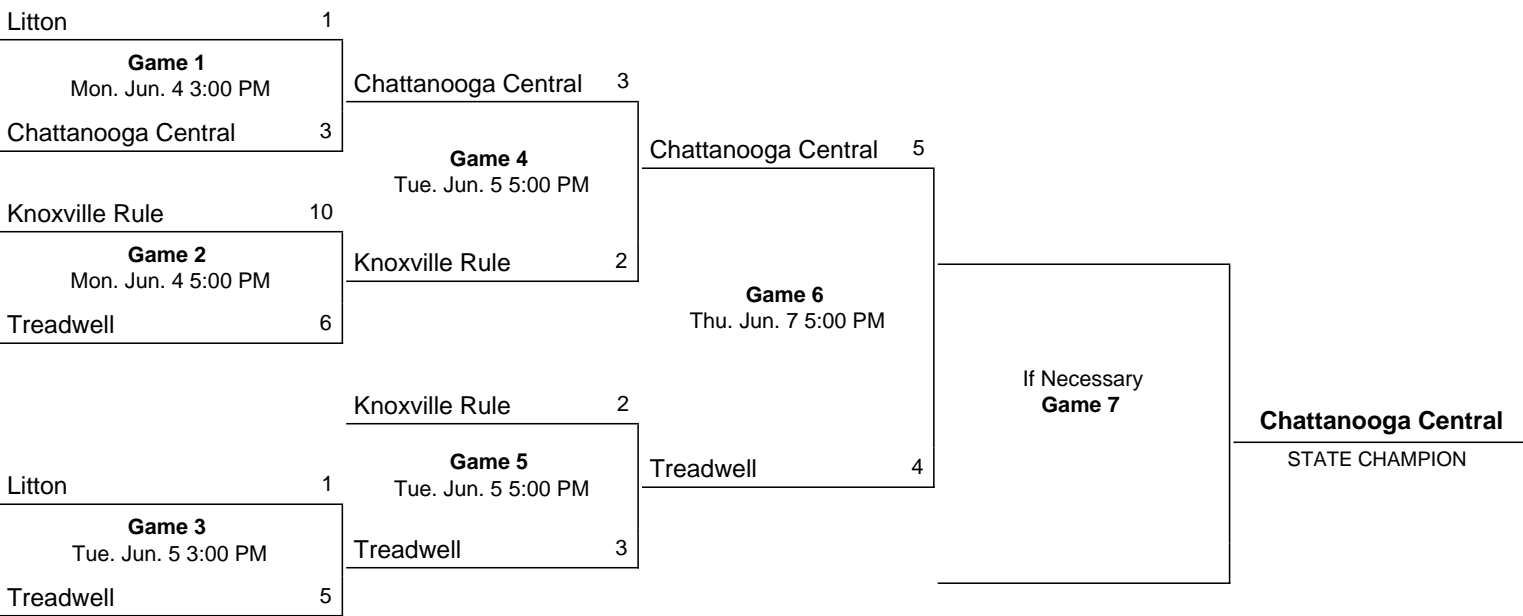 Litton 1
Game 1
Mon. Jun. 4 3:00 PM
Chattanooga Central 3
Knoxville Rule 10
Game 2
Mon. Jun. 4 5:00 PM
Treadwell 6
Litton 1
Game 3
Tue. Jun. 5 3:00 PM
Treadwell 5
Chattanooga Central 3
Game 4
Tue. Jun. 5 5:00 PM
Knoxville Rule 2
Knoxville Rule 2
Game 5
Tue. Jun. 5 5:00 PM
Treadwell 3
Chattanooga Central 5
Game 6
Thu. Jun. 7 5:00 PM
Treadwell 4
If Necessary
Game 7
Chattanooga Central
STATE CHAMPION